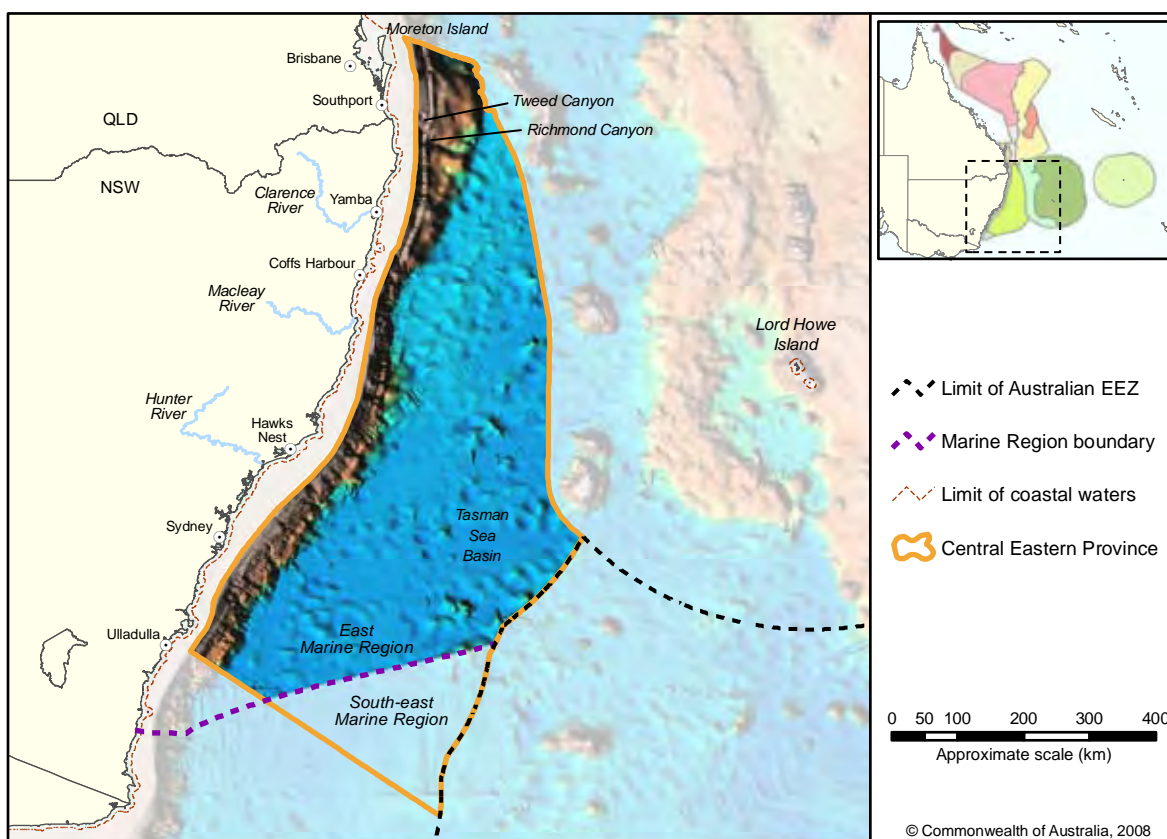 Moreton Island
Brisbane
Southport
Tweed Canyon
Richmond Canyon
QLD
NSW
Clarence
River
Yamba
Coffs Harbour
Macleay
River
Lord Howe
Island
Hunter
River
Hawks
Nest
Sydney
Tasman
Sea
Basin
Ulladulla
East
Marine Region
South-east
Marine Region
Limit of Australian EEZ
Marine Region boundary
Limit of coastal waters
Central Eastern Province
0 50 100 200 300 400
Approximate scale (km)
© Commonwealth of Australia, 2008